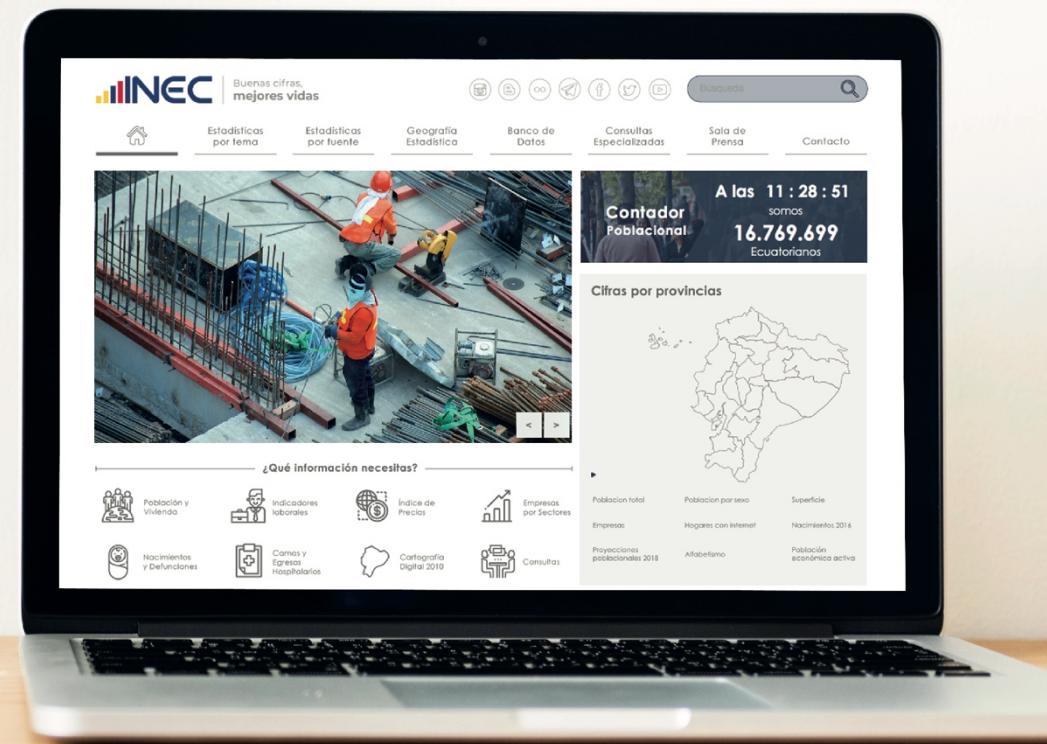 INEC
Buenas cifras,
mejores vidas
Búsqueda
Estadísticas
por tema
Estadísticas
por fuente
Geografía
Estadística
Banco de
Datos
Consultas
Especializadas
Sala de
Prensa
Contacto
Contador
Poblacional
A las 11 : 28 : 51
somos
16.769.699
Ecuatorianos
< >
Cifras por provincias
Poblacion total
Poblacion por sexo
Superficie
Empresas
Hogares con internet
Nacimientos 2016
Proyecciones
poblacionales 2018
Alfabetismo
Población
económica activa
¿Qué información necesitas?
Población y
Vivienda
Indicadores
laborales
Índice de
Precios
Empresas
por Sectores
Nacimientos
y Defunciones
Camas y
Egresos
Hospitalarios
Cartografía
Digital 2010
Consultas